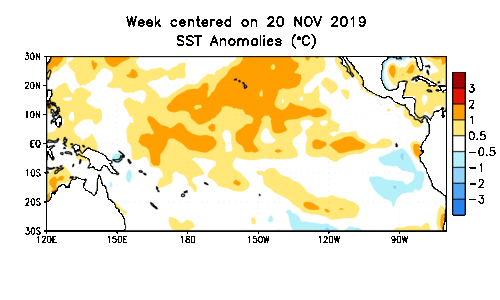 Week centered on 20 NOV 2019
SST Anomalies (°C)
30N
20N
10N
EQ
10S
20S
30S
120E 150E 180 150W 120W 90W
3
2
1
0.5
-0.5
-1
-2
-3